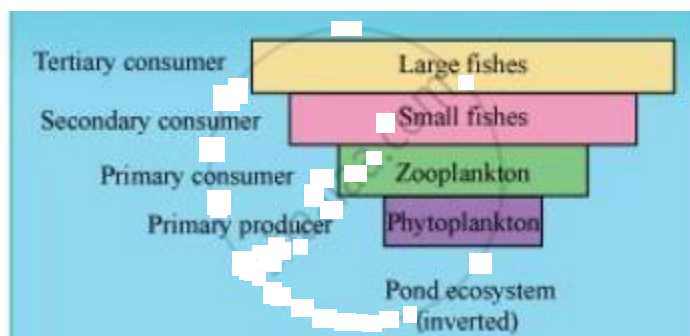 Tertiary consumer Large fishes
Secondary consumer Small fishes
Primary consumer Zooplankton
Primary producer Phytoplankton
Pond ecosystem
(inverted)